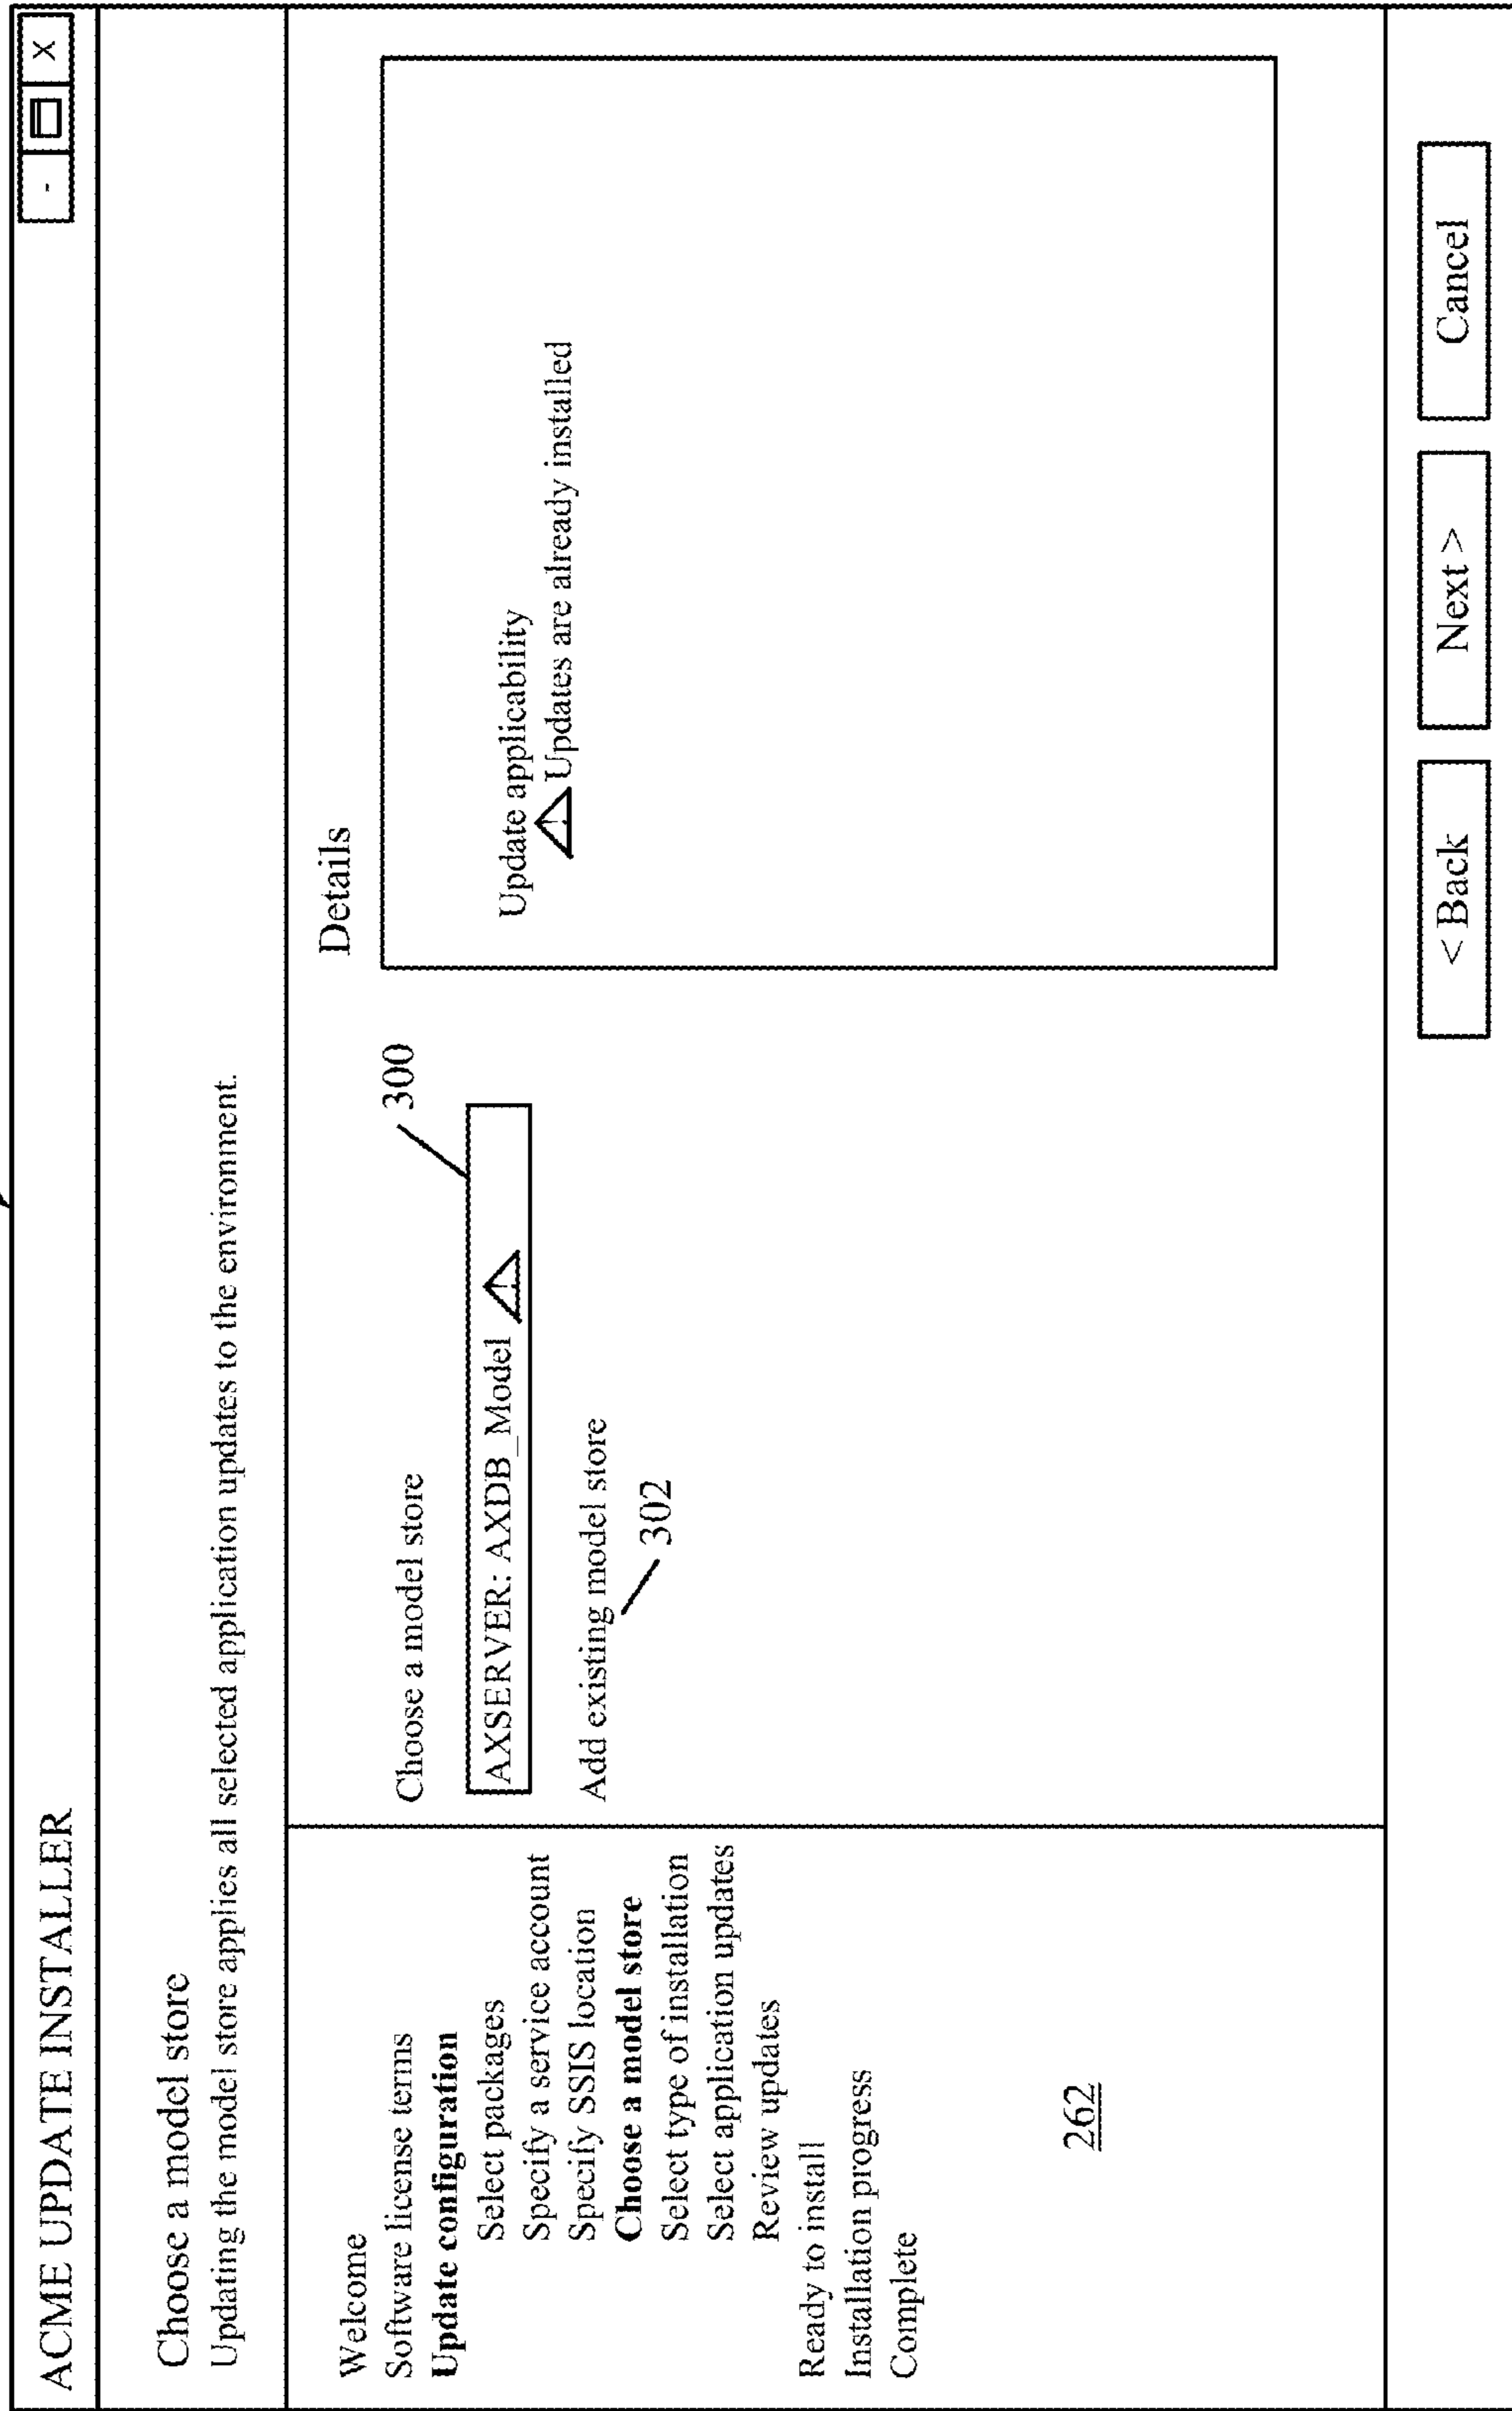 ACME UPDATE INSTALLER
- X
Choose a model store
Updating the model store applies all selected application updates to the environment.
Welcome
Software license terms
Update configuration
Select packages
Specify a service account
Specify SSIS location
Choose a model store
Select type of installation
Select application updates
Review updates
Ready to install
Installation progress
Complete
262
Choose a model store
300
AXSERVER: AXDB_Model !
Add existing model store
302
Details
Update applicability
! Updates are already installed
< Back
Next >
Cancel